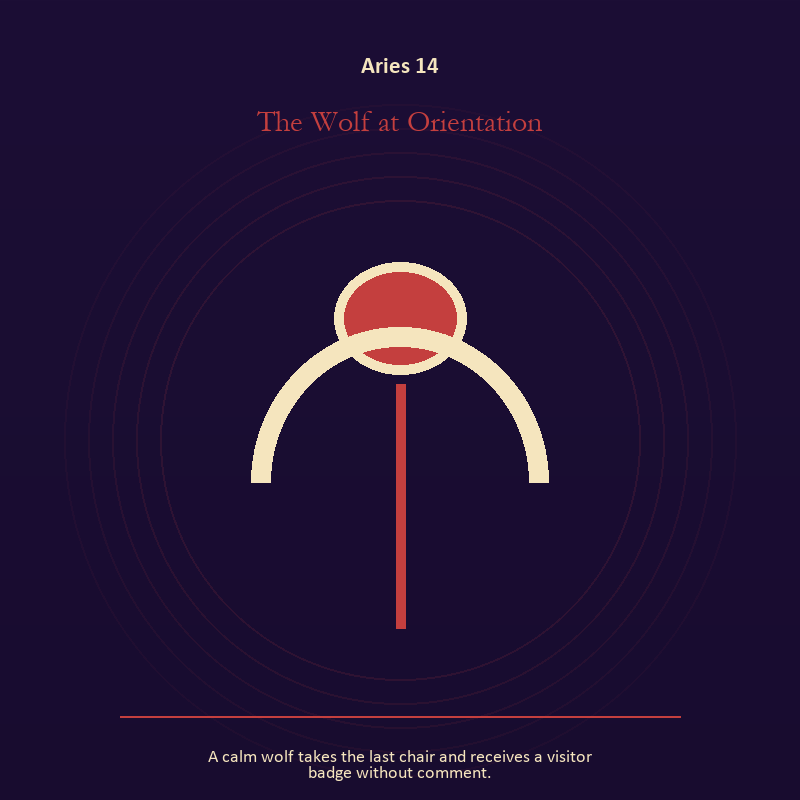 Aries 14
The Wolf at Orientation
A calm wolf takes the last chair and receives a visitor
badge without comment.